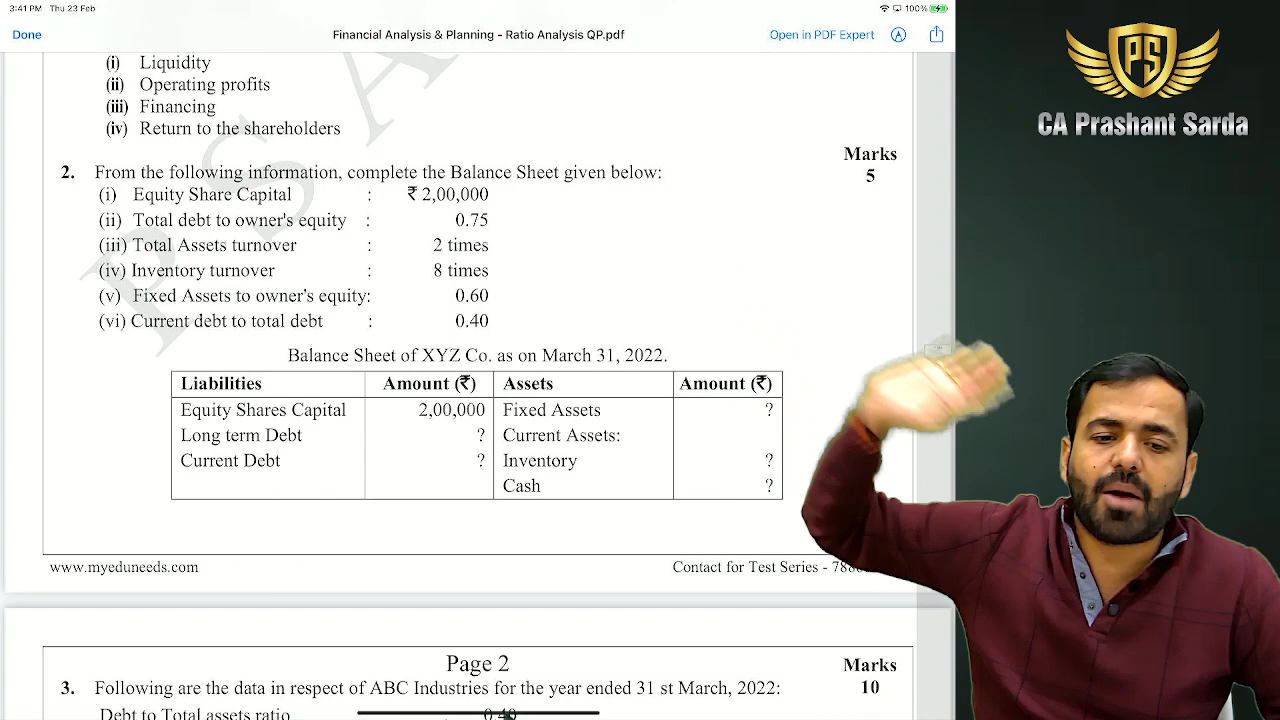 3:41 PM Thu 23 Feb
100%
Done
Financial Analysis & Planning - Ratio Analysis QP.pdf
Open in PDF Expert
PS
CA Prashant Sarda
(i) Liquidity
(ii) Operating profits
(iii) Financing
(iv) Return to the shareholders
Marks
2. From the following information, complete the Balance Sheet given below: 5
(i) Equity Share Capital : ₹ 2,00,000
(ii) Total debt to owner's equity : 0.75
(iii) Total Assets turnover : 2 times
(iv) Inventory turnover : 8 times
(v) Fixed Assets to owner's equity: 0.60
(vi) Current debt to total debt : 0.40
Balance Sheet of XYZ Co. as on March 31, 2022.
Liabilities Amount (₹) Assets Amount (₹)
Equity Shares Capital 2,00,000 Fixed Assets ?
Long term Debt ? Current Assets:
Current Debt ? Inventory ?
Cash ?
www.myeduneeds.com Contact for Test Series -
Page 2
Marks
3. Following are the data in respect of ABC Industries for the year ended 31 st March, 2022: 10
Debt to Total assets ratio 0.40